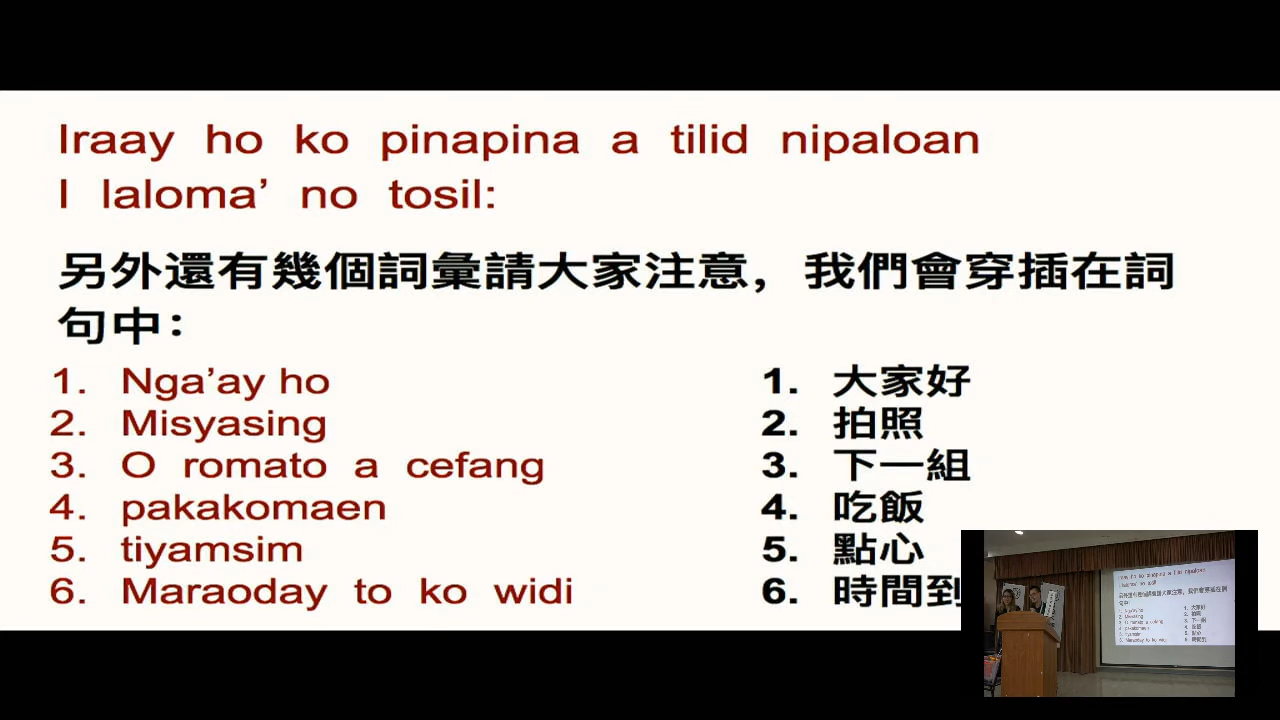 Iraay ho ko pinapina a tilid nipaloan
I laloma’ no tosil:
另外還有幾個詞彙請大家注意，我們會穿插在詞
句中：
1. Nga’ay ho
2. Misyasing
3. O romato a cefang
4. pakakomaen
5. tiyamsim
6. Maraoday to ko widi
1. 大家好
2. 拍照
3. 下一組
4. 吃飯
5. 點心
6. 時間到